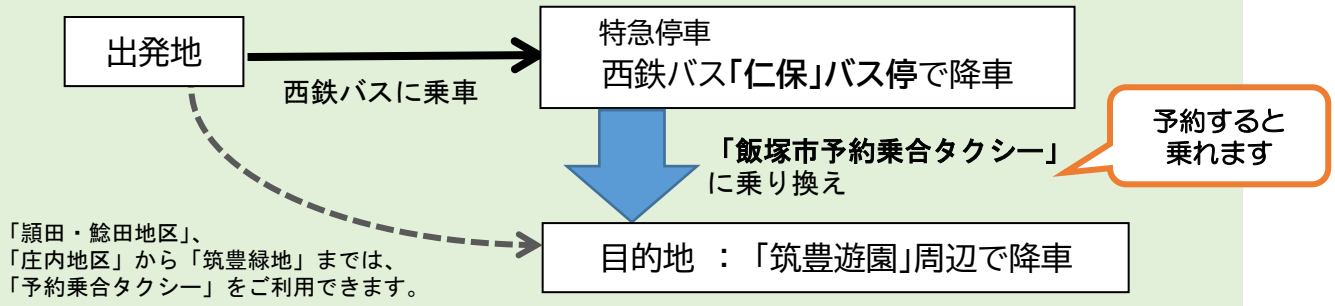 出発地
西鉄バスに乗車
特急停車
西鉄バス「仁保」バス停で降車
「飯塚市予約乗合タクシー」
に乗り換え
予約すると
乗れます
「頴田・鯰田地区」、
「庄内地区」から「筑豊緑地」までは、
「予約乗合タクシー」をご利用できます。
目的地 ： 「筑豊遊園」周辺で降車